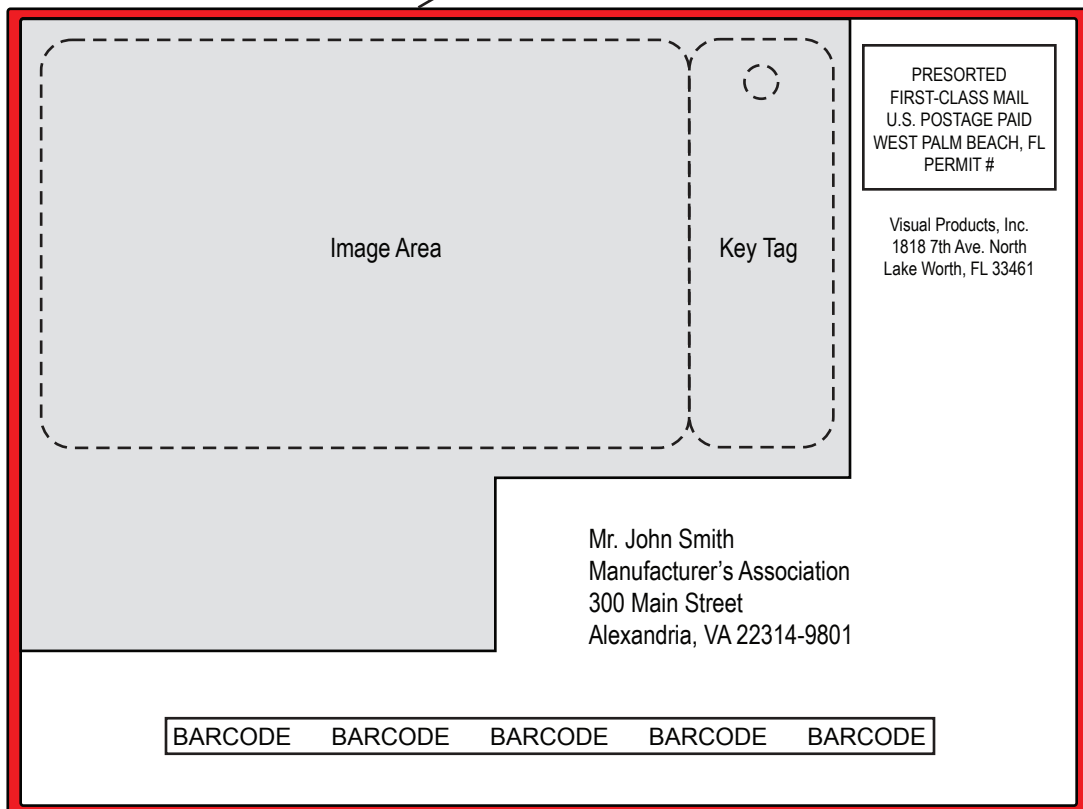 PRESORTED
FIRST-CLASS MAIL
U.S. POSTAGE PAID
WEST PALM BEACH, FL
PERMIT #
Visual Products, Inc.
1818 7th Ave. North
Lake Worth, FL 33461
Image Area
Key Tag
Mr. John Smith
Manufacturer’s Association
300 Main Street
Alexandria, VA 22314-9801
BARCODE BARCODE BARCODE BARCODE BARCODE